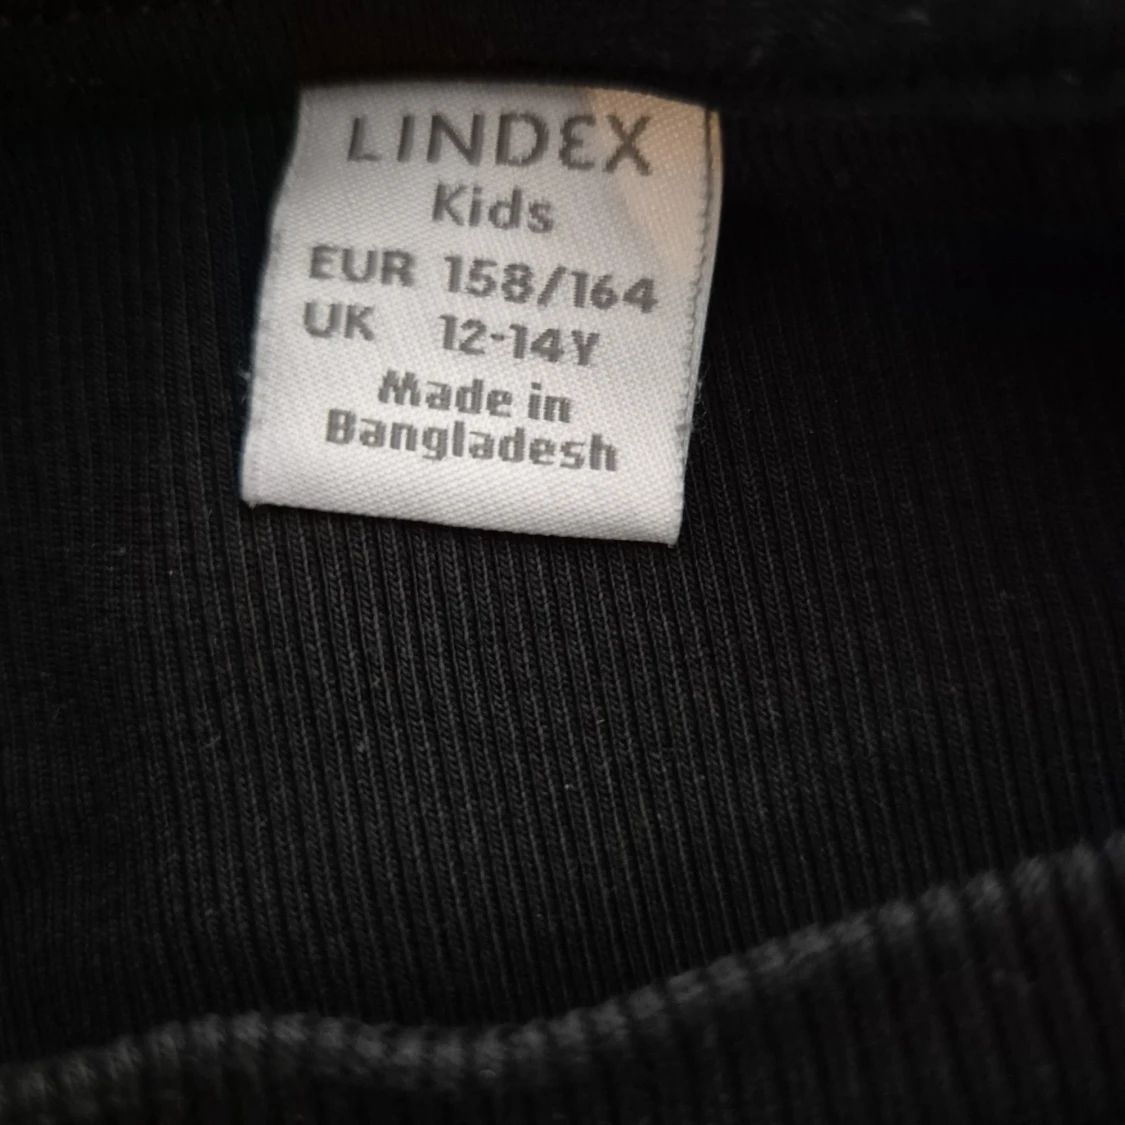 LINDEX
Kids
EUR 158/164
UK 12-14Y
Made in
Bangladesh